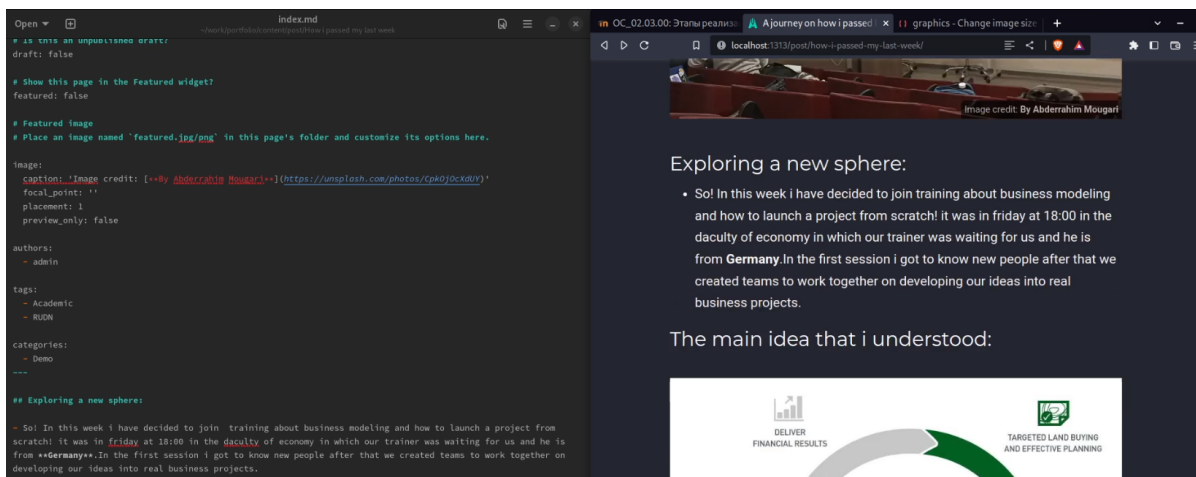 Open
index.md
~/work/portfolio/content/post/How i passed my last week
# Is this an unpublished draft?
draft: false
# Show this page in the Featured widget?
featured: false
# Featured image
# Place an image named `featured.jpg/png` in this page's folder and customize its options here.
image:
caption: 'Image credit: [**By Abderrahim Mougari**](https://unsplash.com/photos/CpkOjOcXdUY)'
focal_point: ''
placement: 1
preview_only: false
authors:
- admin
tags:
- Academic
- RUDN
categories:
- Demo
---
## Exploring a new sphere:
- So! In this week i have decided to join  training about business modeling and how to launch a project from
scratch! it was in friday at 18:00 in the daculty of economy in which our trainer was waiting for us and he is
from **Germany**.In the first session i got to know new people after that we created teams to work together on
developing our ideas into real business projects.
OC_02.03.00: Этапы реализа
A journey on how i passed
graphics - Change image size
localhost:1313/post/how-i-passed-my-last-week/
Image credit: By Abderrahim Mougari
Exploring a new sphere:
• So! In this week i have decided to join training about business modeling
and how to launch a project from scratch! it was in friday at 18:00 in the
daculty of economy in which our trainer was waiting for us and he is
from Germany.In the first session i got to know new people after that we
created teams to work together on developing our ideas into real
business projects.
The main idea that i understood:
DELIVER
FINANCIAL RESULTS
TARGETED LAND BUYING
AND EFFECTIVE PLANNING